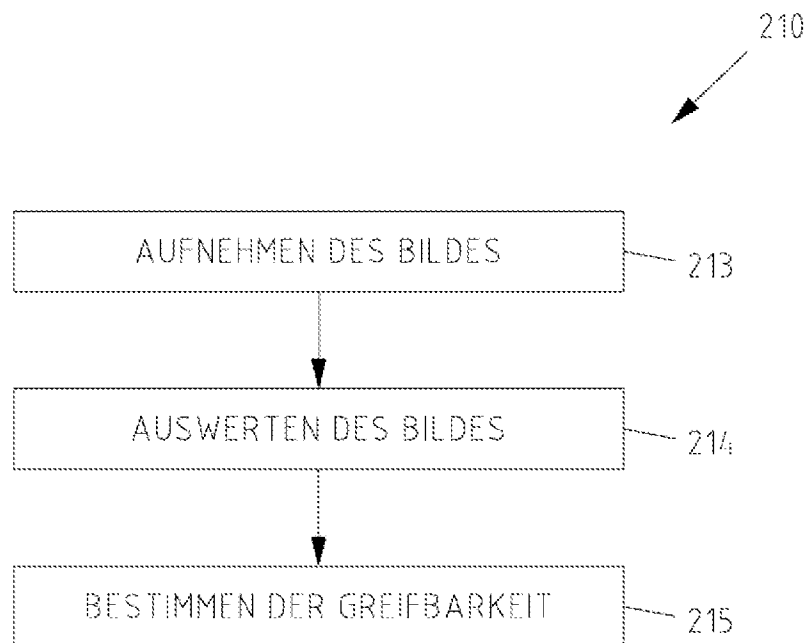 210
AUFNEHMEN DES BILDES
213
AUSWERTEN DES BILDES
214
BESTIMMEN DER GREIFBARKEIT
215